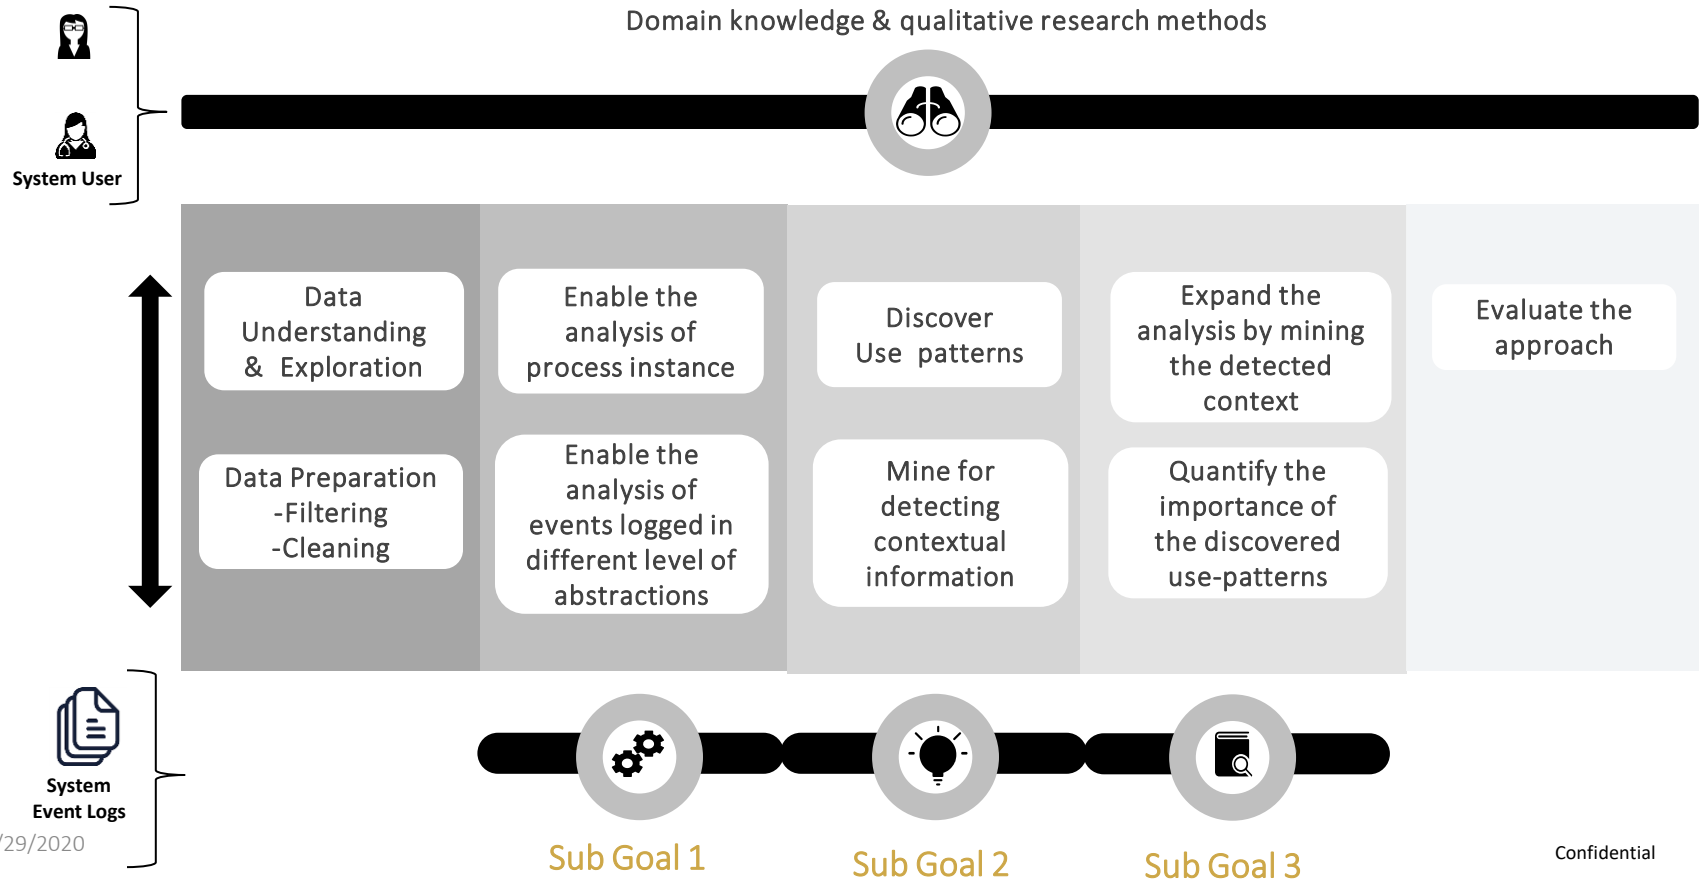 Domain knowledge & qualitative research methods
System User
Data
Understanding
& Exploration
Data Preparation
-Filtering
-Cleaning
Enable the
analysis of
process instance
Enable the
analysis of
events logged in
different level of
abstractions
Discover
Use patterns
Mine for
detecting
contextual
information
Expand the
analysis by mining
the detected
context
Quantify the
importance of
the discovered
use-patterns
Evaluate the
approach
System
Event Logs
/29/2020
Sub Goal 1
Sub Goal 2
Sub Goal 3
Confidential